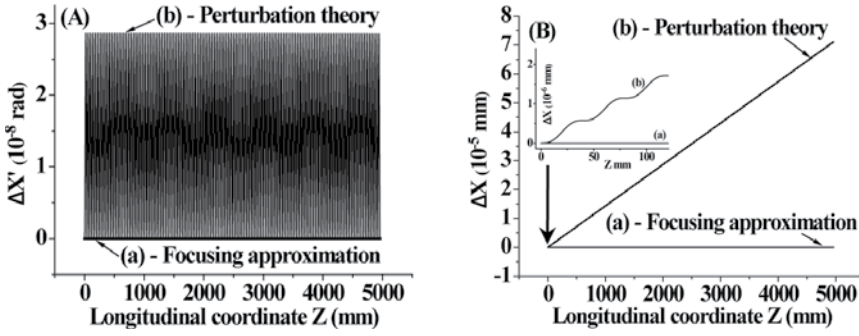 (A)
(b) - Perturbation theory
3
2
1
0
ΔX' (10⁻⁸ rad)
(a) - Focusing approximation
0 1000 2000 3000 4000 5000
Longitudinal coordinate Z (mm)
(B)
(b) - Perturbation theory
8
7
6
5
4
3
2
1
0
-1
ΔX (10⁻⁵ mm)
2
1
0
ΔX (10⁻⁶ mm)
(b)
(a)
0 50 100
Z mm
(a) - Focusing approximation
0 1000 2000 3000 4000 5000
Longitudinal coordinate Z (mm)